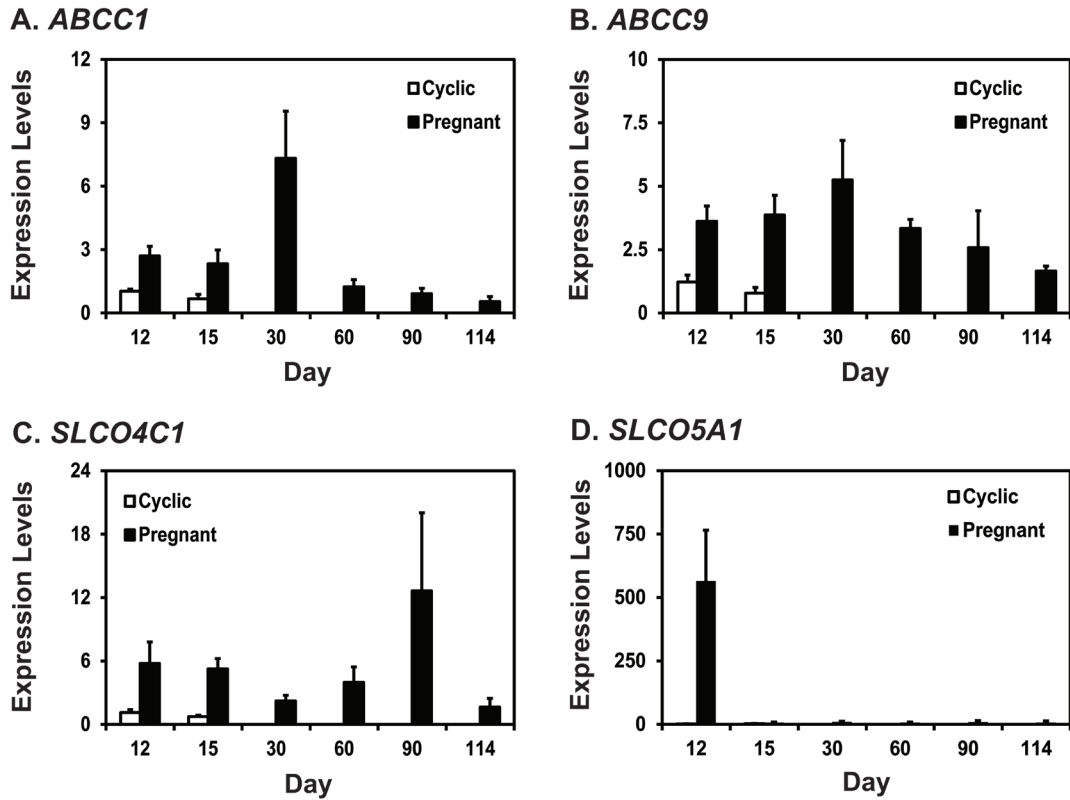 A. ABCC1
12
9
6
3
0
Expression Levels
Cyclic
Pregnant
12 15 30 60 90 114
Day
B. ABCC9
10
7.5
5
2.5
0
Expression Levels
Cyclic
Pregnant
12 15 30 60 90 114
Day
C. SLCO4C1
24
18
12
6
0
Expression Levels
Cyclic
Pregnant
12 15 30 60 90 114
Day
D. SLCO5A1
1000
750
500
250
0
Expression Levels
Cyclic
Pregnant
12 15 30 60 90 114
Day